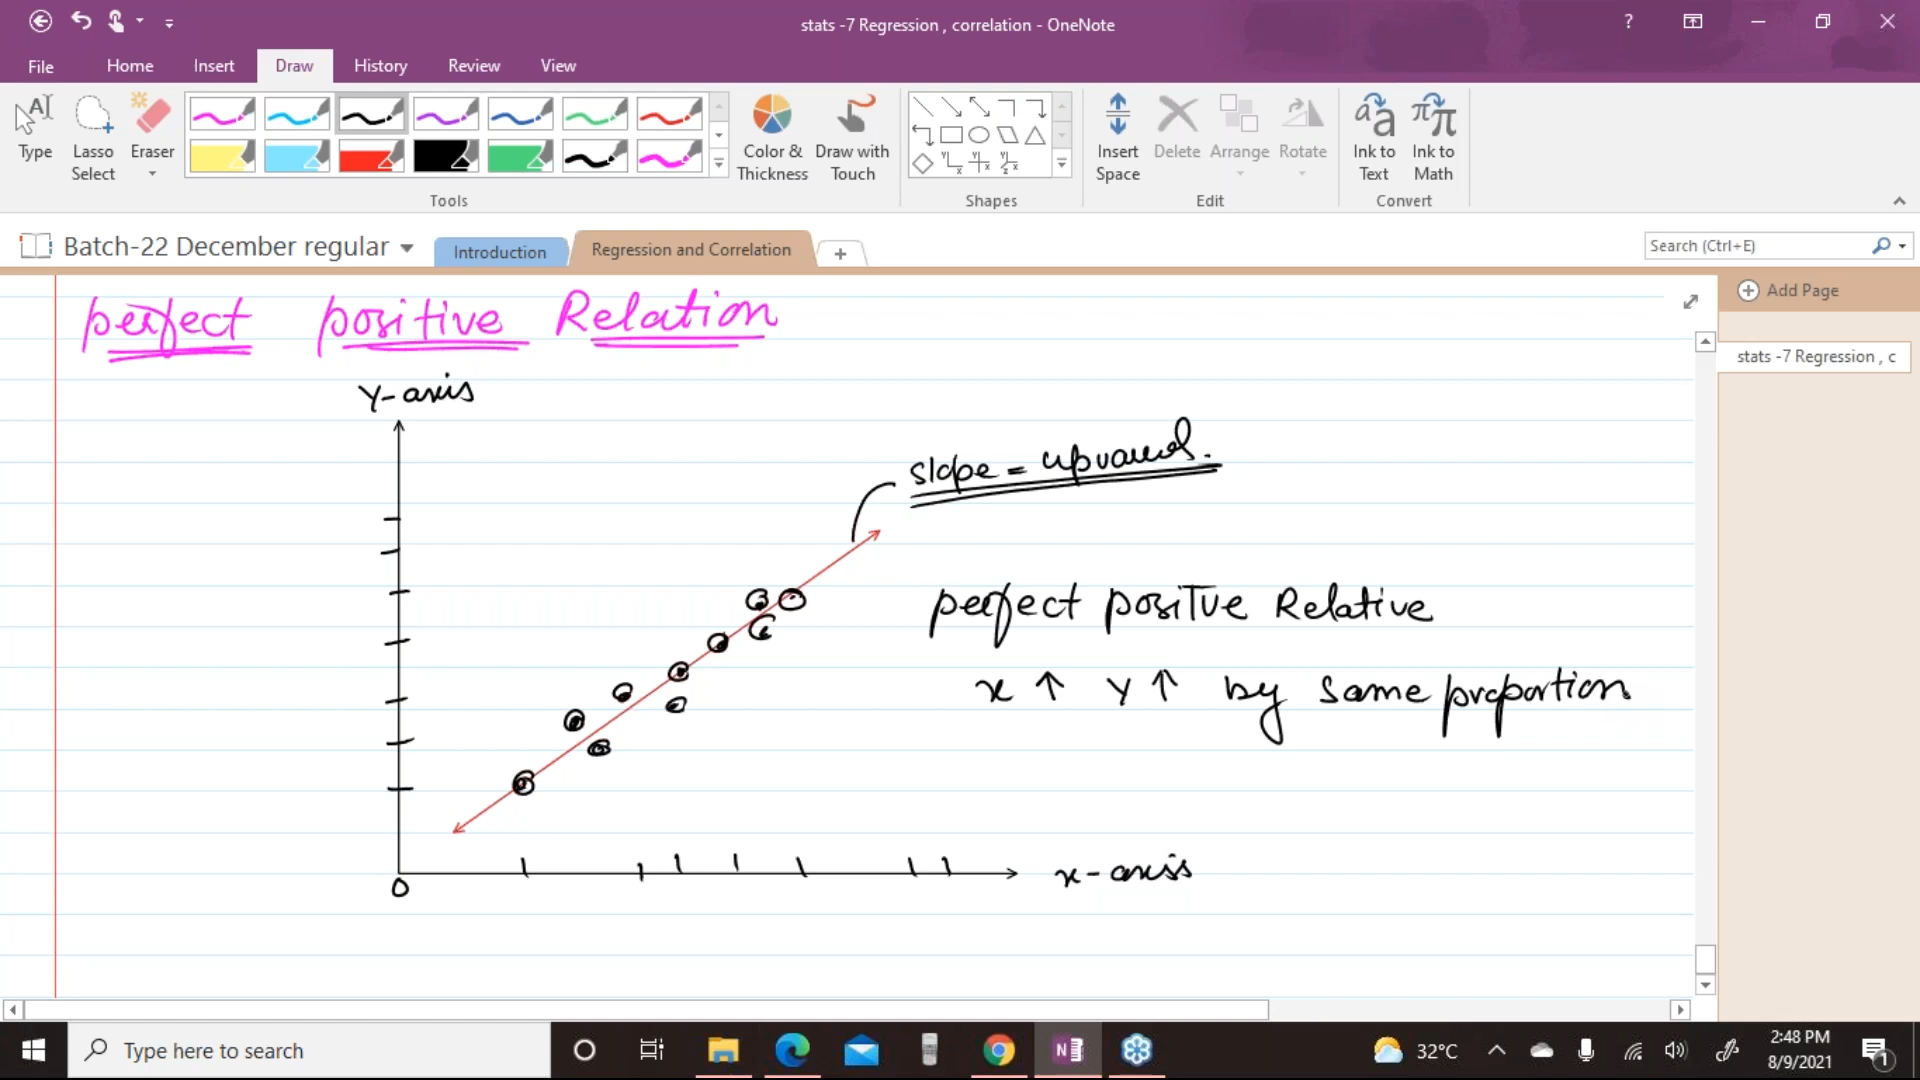 stats -7 Regression , correlation - OneNote
?
File Home Insert Draw History Review View
Type
Lasso Select
Eraser
Color & Thickness
Draw with Touch
Insert Space
Delete
Arrange
Rotate
Ink to Text
Ink to Math
Tools
Shapes
Edit
Convert
Batch-22 December regular
Introduction
Regression and Correlation
Search (Ctrl+E)
Add Page
stats -7 Regression , c
perfect positive Relation
Y-axis
slope = upward.
perfect positve Relative
x ↑ Y ↑ by same proportion
0
x-axis
Type here to search
32°C
2:48 PM
8/9/2021
1